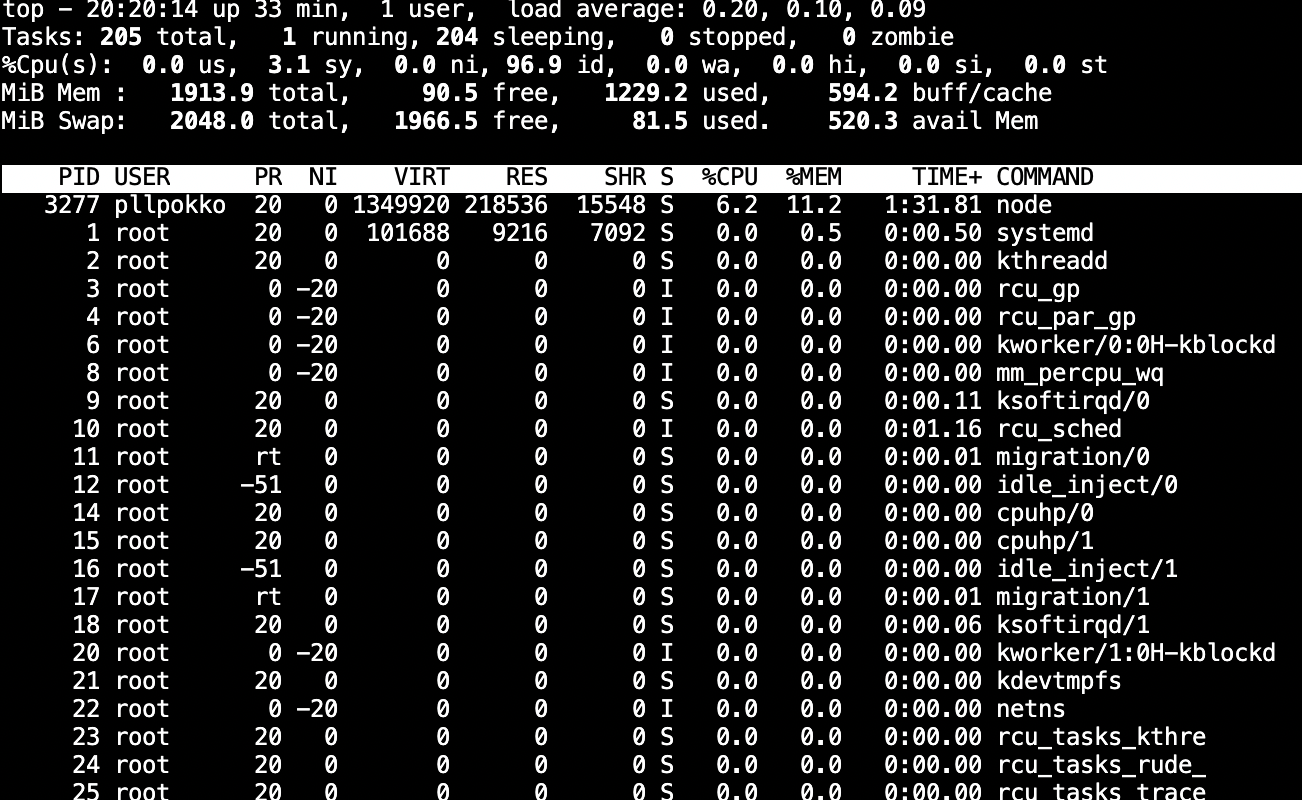 top - 20:20:14 up 33 min,  1 user,  load average: 0.20, 0.10, 0.09
Tasks: 205 total,   1 running, 204 sleeping,   0 stopped,   0 zombie
%Cpu(s):  0.0 us,  3.1 sy,  0.0 ni, 96.9 id,  0.0 wa,  0.0 hi,  0.0 si,  0.0 st
MiB Mem :   1913.9 total,     90.5 free,   1229.2 used,    594.2 buff/cache
MiB Swap:   2048.0 total,   1966.5 free,     81.5 used.    520.3 avail Mem
    PID USER      PR  NI    VIRT    RES    SHR S  %CPU  %MEM     TIME+ COMMAND
   3277 pllpokko  20   0 1349920 218536  15548 S   6.2  11.2   1:31.81 node
      1 root      20   0  101688   9216   7092 S   0.0   0.5   0:00.50 systemd
      2 root      20   0       0      0      0 S   0.0   0.0   0:00.00 kthreadd
      3 root       0 -20       0      0      0 I   0.0   0.0   0:00.00 rcu_gp
      4 root       0 -20       0      0      0 I   0.0   0.0   0:00.00 rcu_par_gp
      6 root       0 -20       0      0      0 I   0.0   0.0   0:00.00 kworker/0:0H-kblockd
      8 root       0 -20       0      0      0 I   0.0   0.0   0:00.00 mm_percpu_wq
      9 root      20   0       0      0      0 S   0.0   0.0   0:00.11 ksoftirqd/0
     10 root      20   0       0      0      0 I   0.0   0.0   0:01.16 rcu_sched
     11 root      rt   0       0      0      0 S   0.0   0.0   0:00.01 migration/0
     12 root     -51   0       0      0      0 S   0.0   0.0   0:00.00 idle_inject/0
     14 root      20   0       0      0      0 S   0.0   0.0   0:00.00 cpuhp/0
     15 root      20   0       0      0      0 S   0.0   0.0   0:00.00 cpuhp/1
     16 root     -51   0       0      0      0 S   0.0   0.0   0:00.00 idle_inject/1
     17 root      rt   0       0      0      0 S   0.0   0.0   0:00.01 migration/1
     18 root      20   0       0      0      0 S   0.0   0.0   0:00.06 ksoftirqd/1
     20 root       0 -20       0      0      0 I   0.0   0.0   0:00.00 kworker/1:0H-kblockd
     21 root      20   0       0      0      0 S   0.0   0.0   0:00.00 kdevtmpfs
     22 root       0 -20       0      0      0 I   0.0   0.0   0:00.00 netns
     23 root      20   0       0      0      0 S   0.0   0.0   0:00.00 rcu_tasks_kthre
     24 root      20   0       0      0      0 S   0.0   0.0   0:00.00 rcu_tasks_rude_
     25 root      20   0       0      0      0 S   0.0   0.0   0:00.00 rcu_tasks_trace